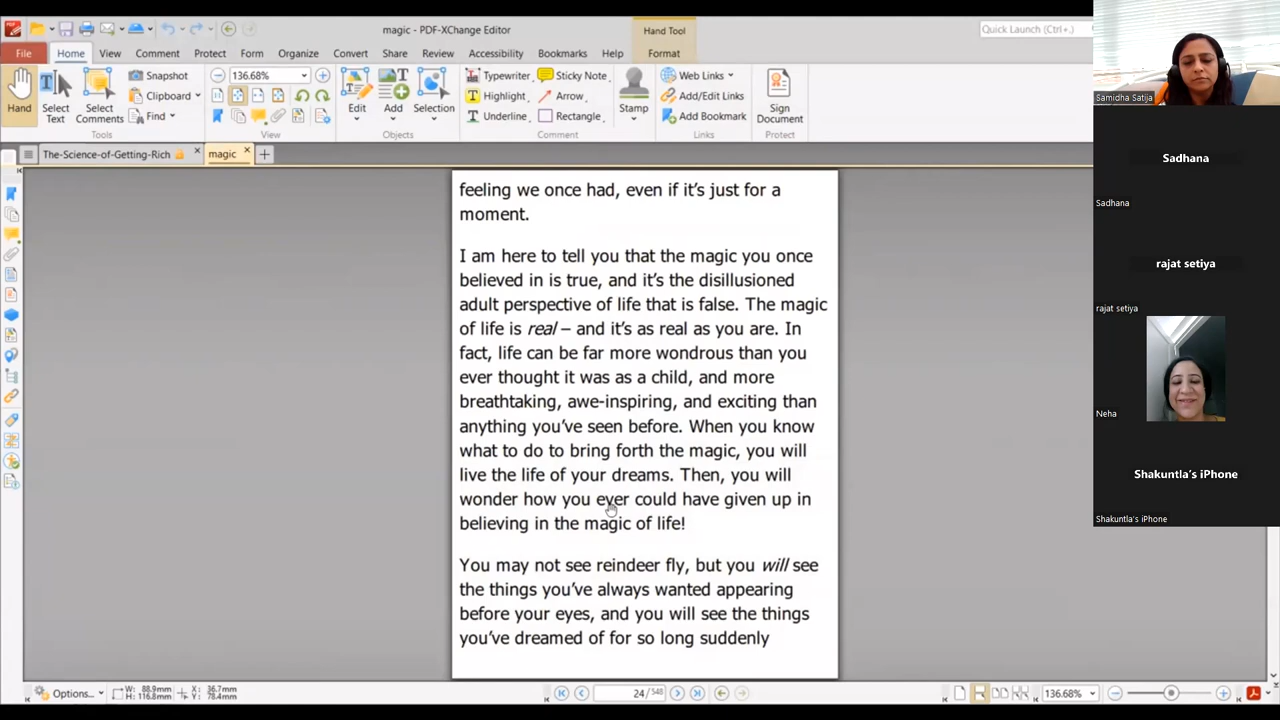 magic - PDF-XChange Editor
Hand Tool
Quick Launch (Ctrl+.)
File Home View Comment Protect Form Organize Convert Share Review Accessibility Bookmarks Help Format
Hand
Select Text
Select Comments
Snapshot
Clipboard
Find
Tools
136.68%
View
Edit
Add
Objects
Typewriter
Highlight
Underline
Sticky Note
Arrow
Rectangle
Comment
Stamp
Web Links
Add/Edit Links
Add Bookmark
Links
Sign Document
Protect
The-Science-of-Getting-Rich
magic
feeling we once had, even if it's just for a
moment.
I am here to tell you that the magic you once
believed in is true, and it's the disillusioned
adult perspective of life that is false. The magic
of life is real – and it's as real as you are. In
fact, life can be far more wondrous than you
ever thought it was as a child, and more
breathtaking, awe-inspiring, and exciting than
anything you've seen before. When you know
what to do to bring forth the magic, you will
live the life of your dreams. Then, you will
wonder how you ever could have given up in
believing in the magic of life!
You may not see reindeer fly, but you will see
the things you've always wanted appearing
before your eyes, and you will see the things
you've dreamed of for so long suddenly
Options...
W: 88.9mm
H: 116.8mm
X: 36.7mm
Y: 78.4mm
24 / 548
136.68%
Samidha Satija
Sadhana
Sadhana
rajat setiya
rajat setiya
Neha
Shakuntla's iPhone
Shakuntla's iPhone